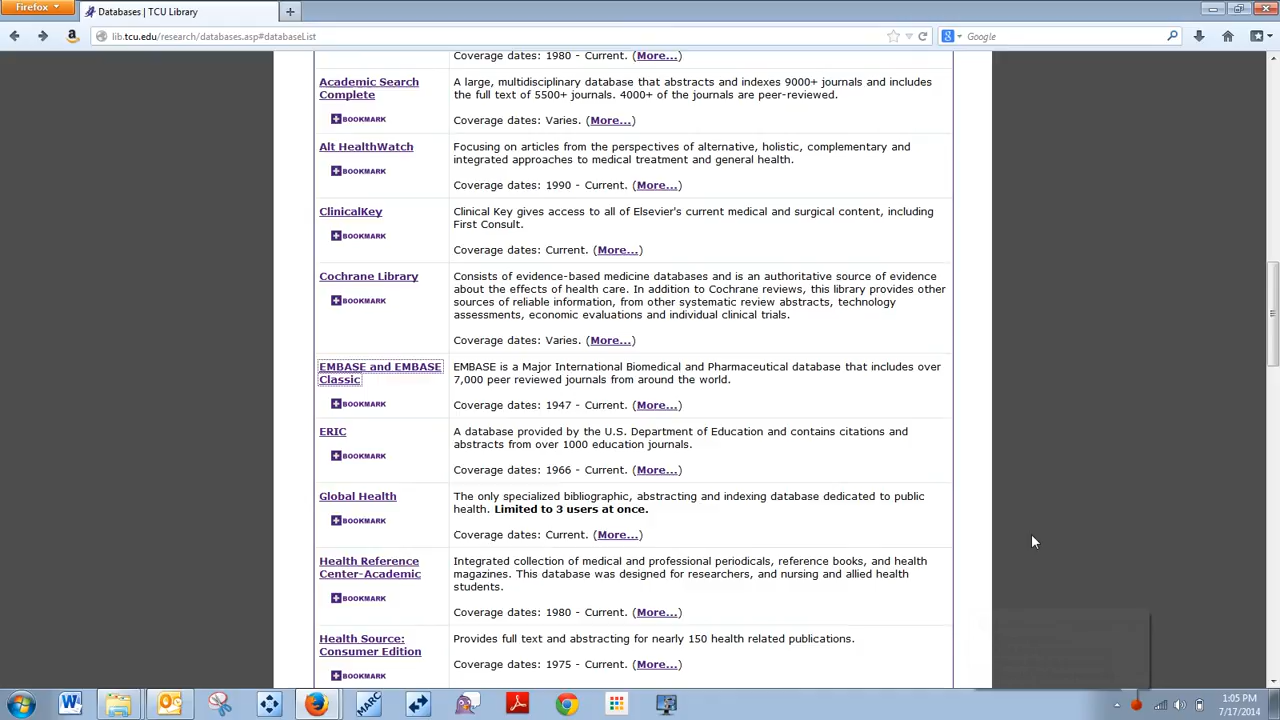 Firefox
Databases | TCU Library
lib.tcu.edu/research/databases.asp#databaseList
Google
Coverage dates: 1980 - Current. (More...)
Academic Search Complete
BOOKMARK
A large, multidisciplinary database that abstracts and indexes 9000+ journals and includes
the full text of 5500+ journals. 4000+ of the journals are peer-reviewed.
Coverage dates: Varies. (More...)
Alt HealthWatch
BOOKMARK
Focusing on articles from the perspectives of alternative, holistic, complementary and
integrated approaches to medical treatment and general health.
Coverage dates: 1990 - Current. (More...)
ClinicalKey
BOOKMARK
Clinical Key gives access to all of Elsevier's current medical and surgical content, including
First Consult.
Coverage dates: Current. (More...)
Cochrane Library
BOOKMARK
Consists of evidence-based medicine databases and is an authoritative source of evidence
about the effects of health care. In addition to Cochrane reviews, this library provides other
sources of reliable information, from other systematic review abstracts, technology
assessments, economic evaluations and individual clinical trials.
Coverage dates: Varies. (More...)
EMBASE and EMBASE
Classic
BOOKMARK
EMBASE is a Major International Biomedical and Pharmaceutical database that includes over
7,000 peer reviewed journals from around the world.
Coverage dates: 1947 - Current. (More...)
ERIC
BOOKMARK
A database provided by the U.S. Department of Education and contains citations and
abstracts from over 1000 education journals.
Coverage dates: 1966 - Current. (More...)
Global Health
BOOKMARK
The only specialized bibliographic, abstracting and indexing database dedicated to public
health. Limited to 3 users at once.
Coverage dates: Current. (More...)
Health Reference
Center-Academic
BOOKMARK
Integrated collection of medical and professional periodicals, reference books, and health
magazines. This database was designed for researchers, and nursing and allied health
students.
Coverage dates: 1980 - Current. (More...)
Health Source:
Consumer Edition
BOOKMARK
Provides full text and abstracting for nearly 150 health related publications.
Coverage dates: 1975 - Current. (More...)
MARC
1:05 PM
7/17/2014